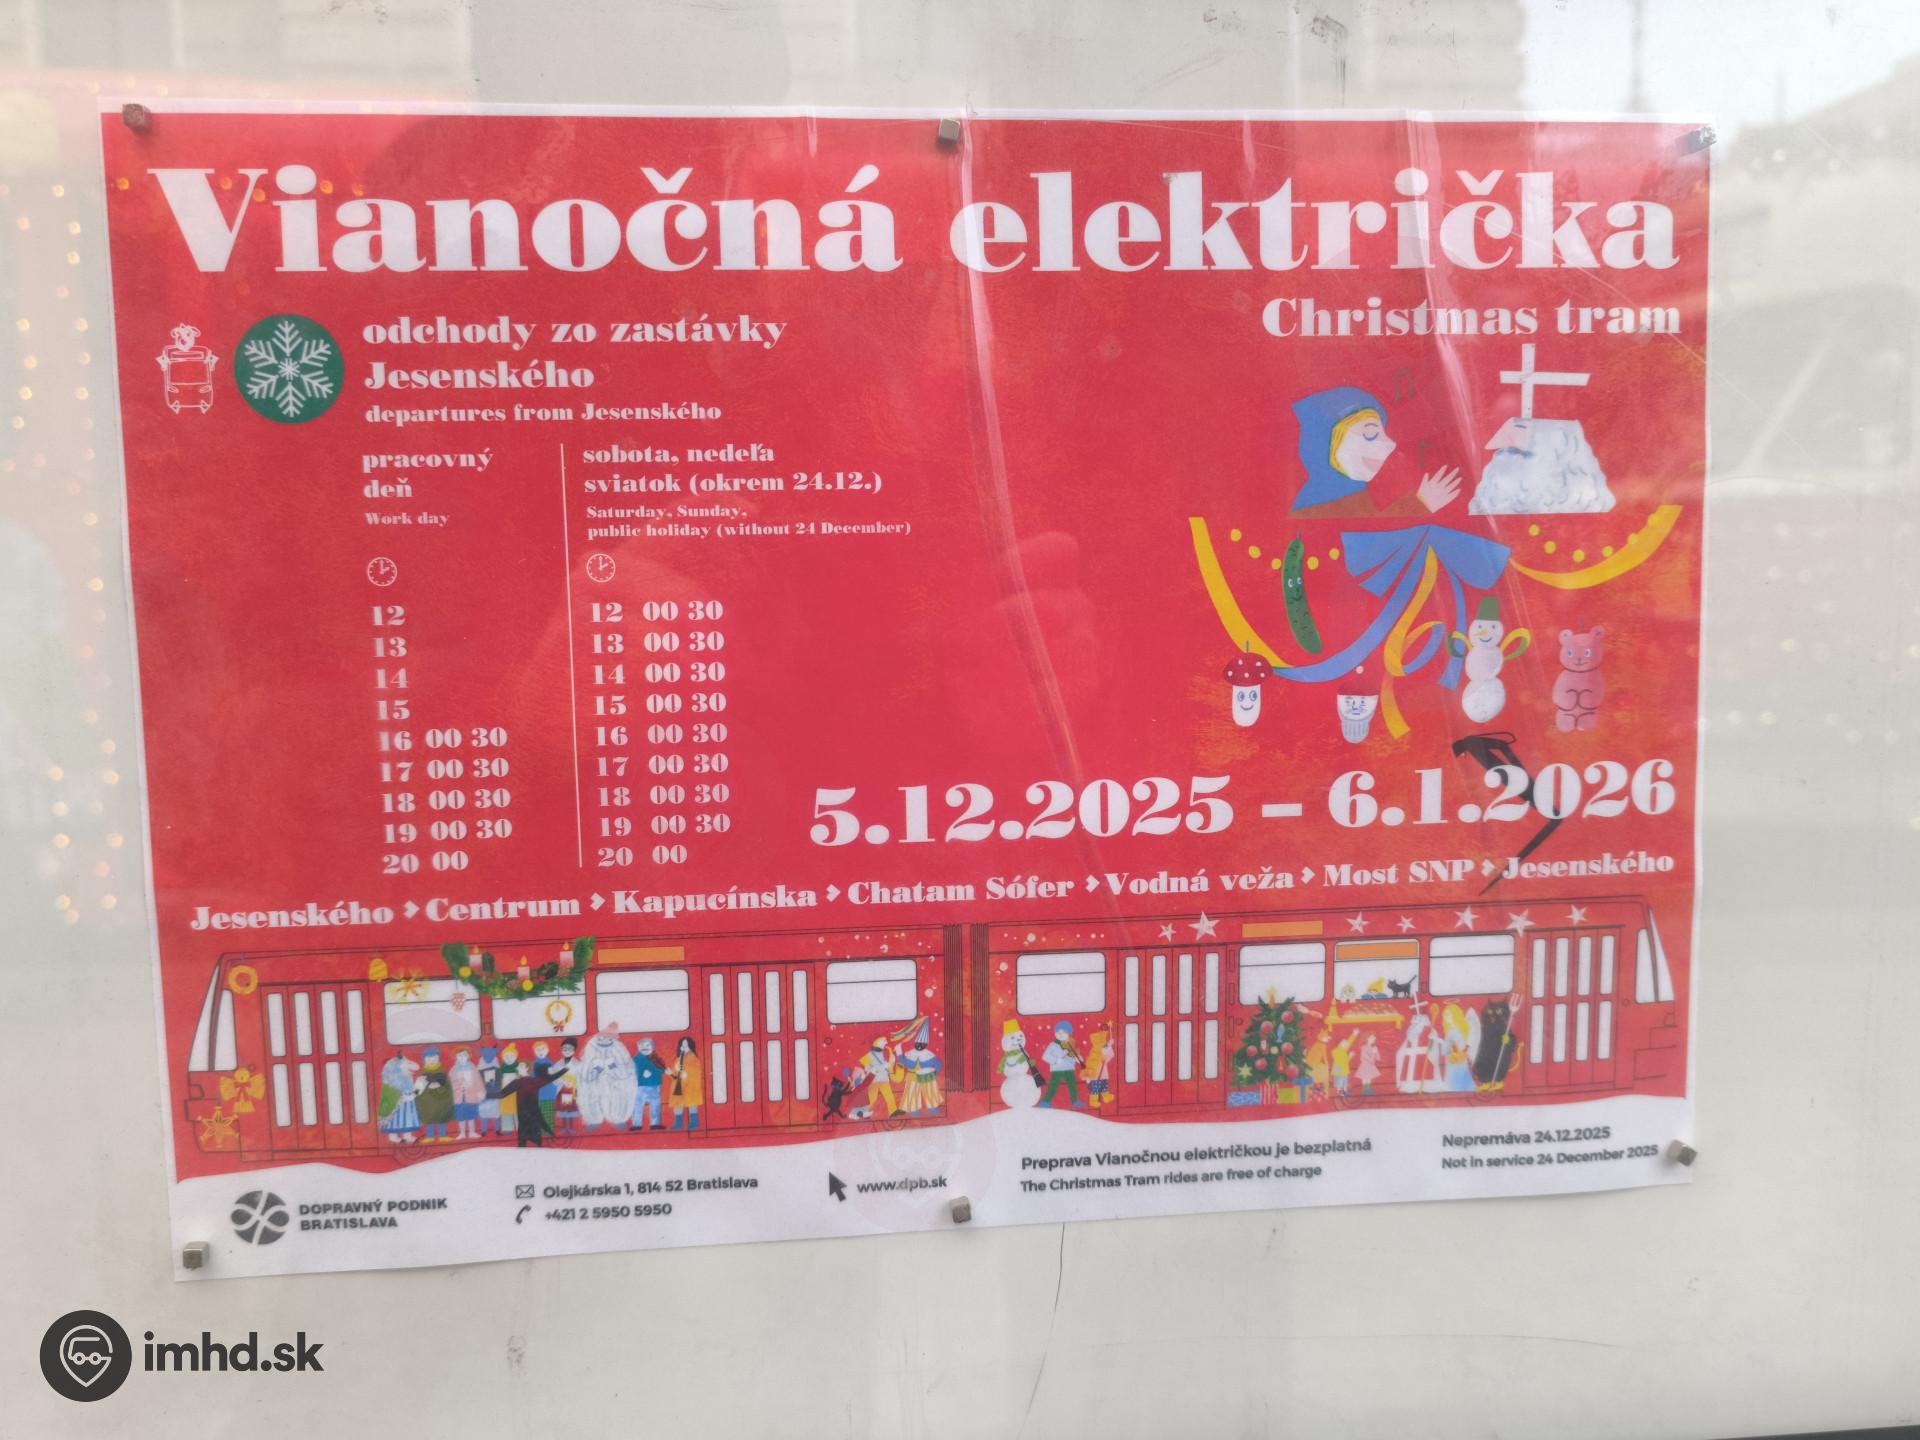 Vianočná električka
Christmas tram
odchody zo zastávky
Jesenského
departures from Jesenského
pracovný
deň
Work day
12
13
14
15
16 00 30
17 00 30
18 00 30
19 00 30
20 00
sobota, nedeľa
sviatok (okrem 24.12.)
Saturday, Sunday,
public holiday (without 24 December)
12 00 30
13 00 30
14 00 30
15 00 30
16 00 30
17 00 30
18 00 30
19 00 30
20 00
5.12.2025 – 6.1.2026
Jesenského > Centrum > Kapucínska > Chatam Sófer > Vodná veža > Most SNP > Jesenského
DOPRAVNÝ PODNIK
BRATISLAVA
Olejkárska 1, 814 52 Bratislava
+421 2 5950 5950
www.dpb.sk
Preprava Vianočnou električkou je bezplatná
The Christmas Tram rides are free of charge
Nepremáva 24.12.2025
Not in service 24 December 2025
imhd.sk